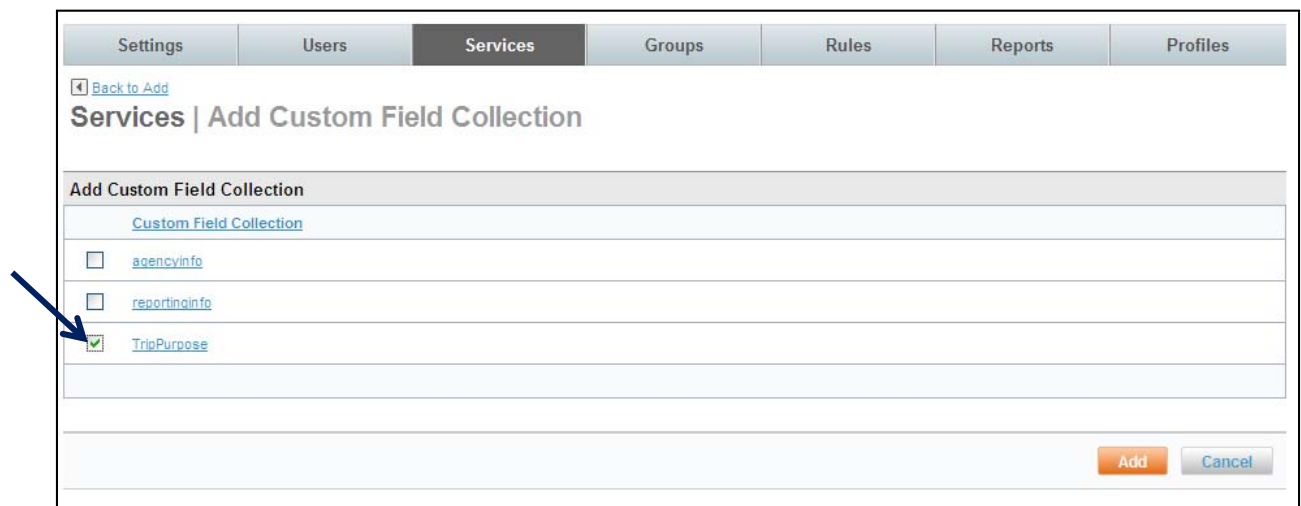 Settings Users Services Groups Rules Reports Profiles
Back to Add
Services | Add Custom Field Collection
Add Custom Field Collection
Custom Field Collection
agencyinfo
reportinginfo
TripPurpose
Add Cancel